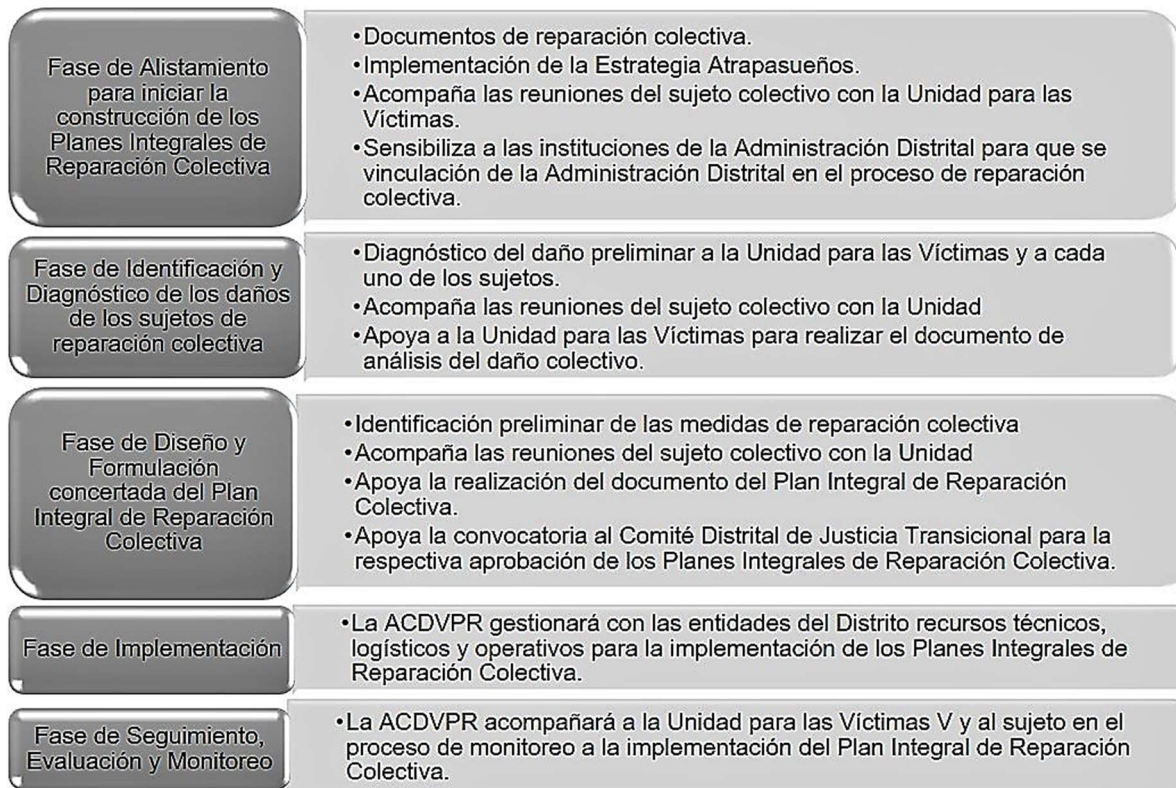 Fase de Alistamiento
para iniciar la
construcción de los
Planes Integrales de
Reparación Colectiva
•Documentos de reparación colectiva.
•Implementación de la Estrategia Atrapasueños.
•Acompaña las reuniones del sujeto colectivo con la Unidad para las
Víctimas.
•Sensibiliza a las instituciones de la Administración Distrital para que se
vinculación de la Administración Distrital en el proceso de reparación
colectiva.
Fase de Identificación y
Diagnóstico de los daños
de los sujetos de
reparación colectiva
•Diagnóstico del daño preliminar a la Unidad para las Víctimas y a cada
uno de los sujetos.
•Acompaña las reuniones del sujeto colectivo con la Unidad
•Apoya a la Unidad para las Víctimas para realizar el documento de
análisis del daño colectivo.
Fase de Diseño y
Formulación
concertada del Plan
Integral de Reparación
Colectiva
•Identificación preliminar de las medidas de reparación colectiva
•Acompaña las reuniones del sujeto colectivo con la Unidad
•Apoya la realización del documento del Plan Integral de Reparación
Colectiva.
•Apoya la convocatoria al Comité Distrital de Justicia Transicional para la
respectiva aprobación de los Planes Integrales de Reparación Colectiva.
Fase de Implementación
•La ACDVPR gestionará con las entidades del Distrito recursos técnicos,
logísticos y operativos para la implementación de los Planes Integrales de
Reparación Colectiva.
Fase de Seguimiento,
Evaluación y Monitoreo
•La ACDVPR acompañará a la Unidad para las Víctimas V y al sujeto en el
proceso de monitoreo a la implementación del Plan Integral de Reparación
Colectiva.